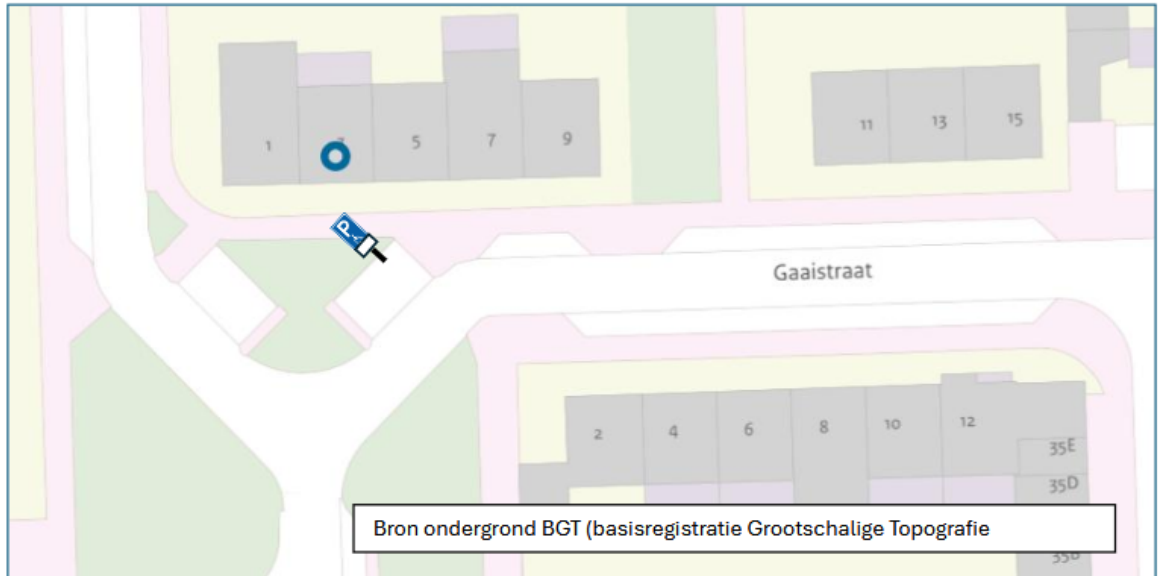 1
5
7
9
11
13
15
P
Gaaistraat
2
4
6
8
10
12
35E
35D
Bron ondergrond BGT (basisregistratie Grootschalige Topografie